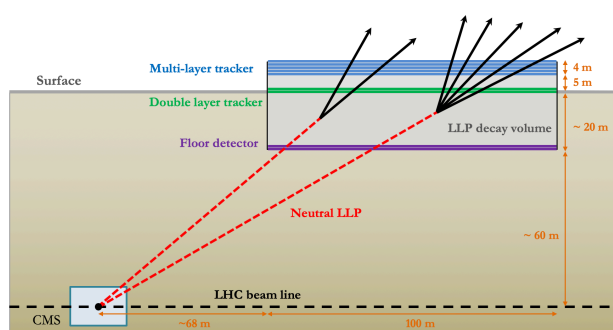 Multi-layer tracker
4 m
5 m
Surface
Double layer tracker
LLP decay volume
~ 20 m
Floor detector
Neutral LLP
~ 60 m
LHC beam line
CMS
~68 m
100 m